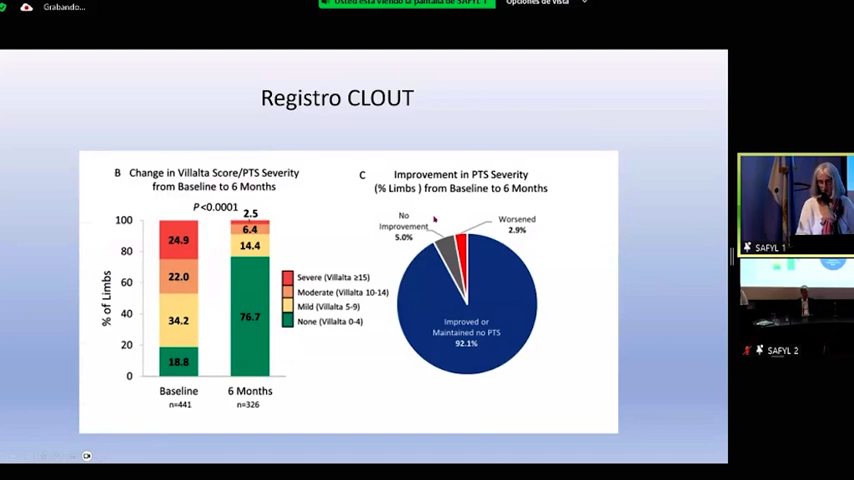 Grabando...
Usted está viendo la pantalla de SAFYL 1
Opciones de vista
Registro CLOUT
B Change in Villalta Score/PTS Severity
from Baseline to 6 Months
P<0.0001
100
80
60
40
20
0
% of Limbs
24.9
22.0
34.2
18.8
2.5
6.4
14.4
76.7
Baseline
n=441
6 Months
n=326
Severe (Villalta ≥15)
Moderate (Villalta 10-14)
Mild (Villalta 5-9)
None (Villalta 0-4)
C Improvement in PTS Severity
(% Limbs ) from Baseline to 6 Months
No
Improvement
5.0%
Worsened
2.9%
Improved or
Maintained no PTS
92.1%
SAFYL 1
SAFYL 2